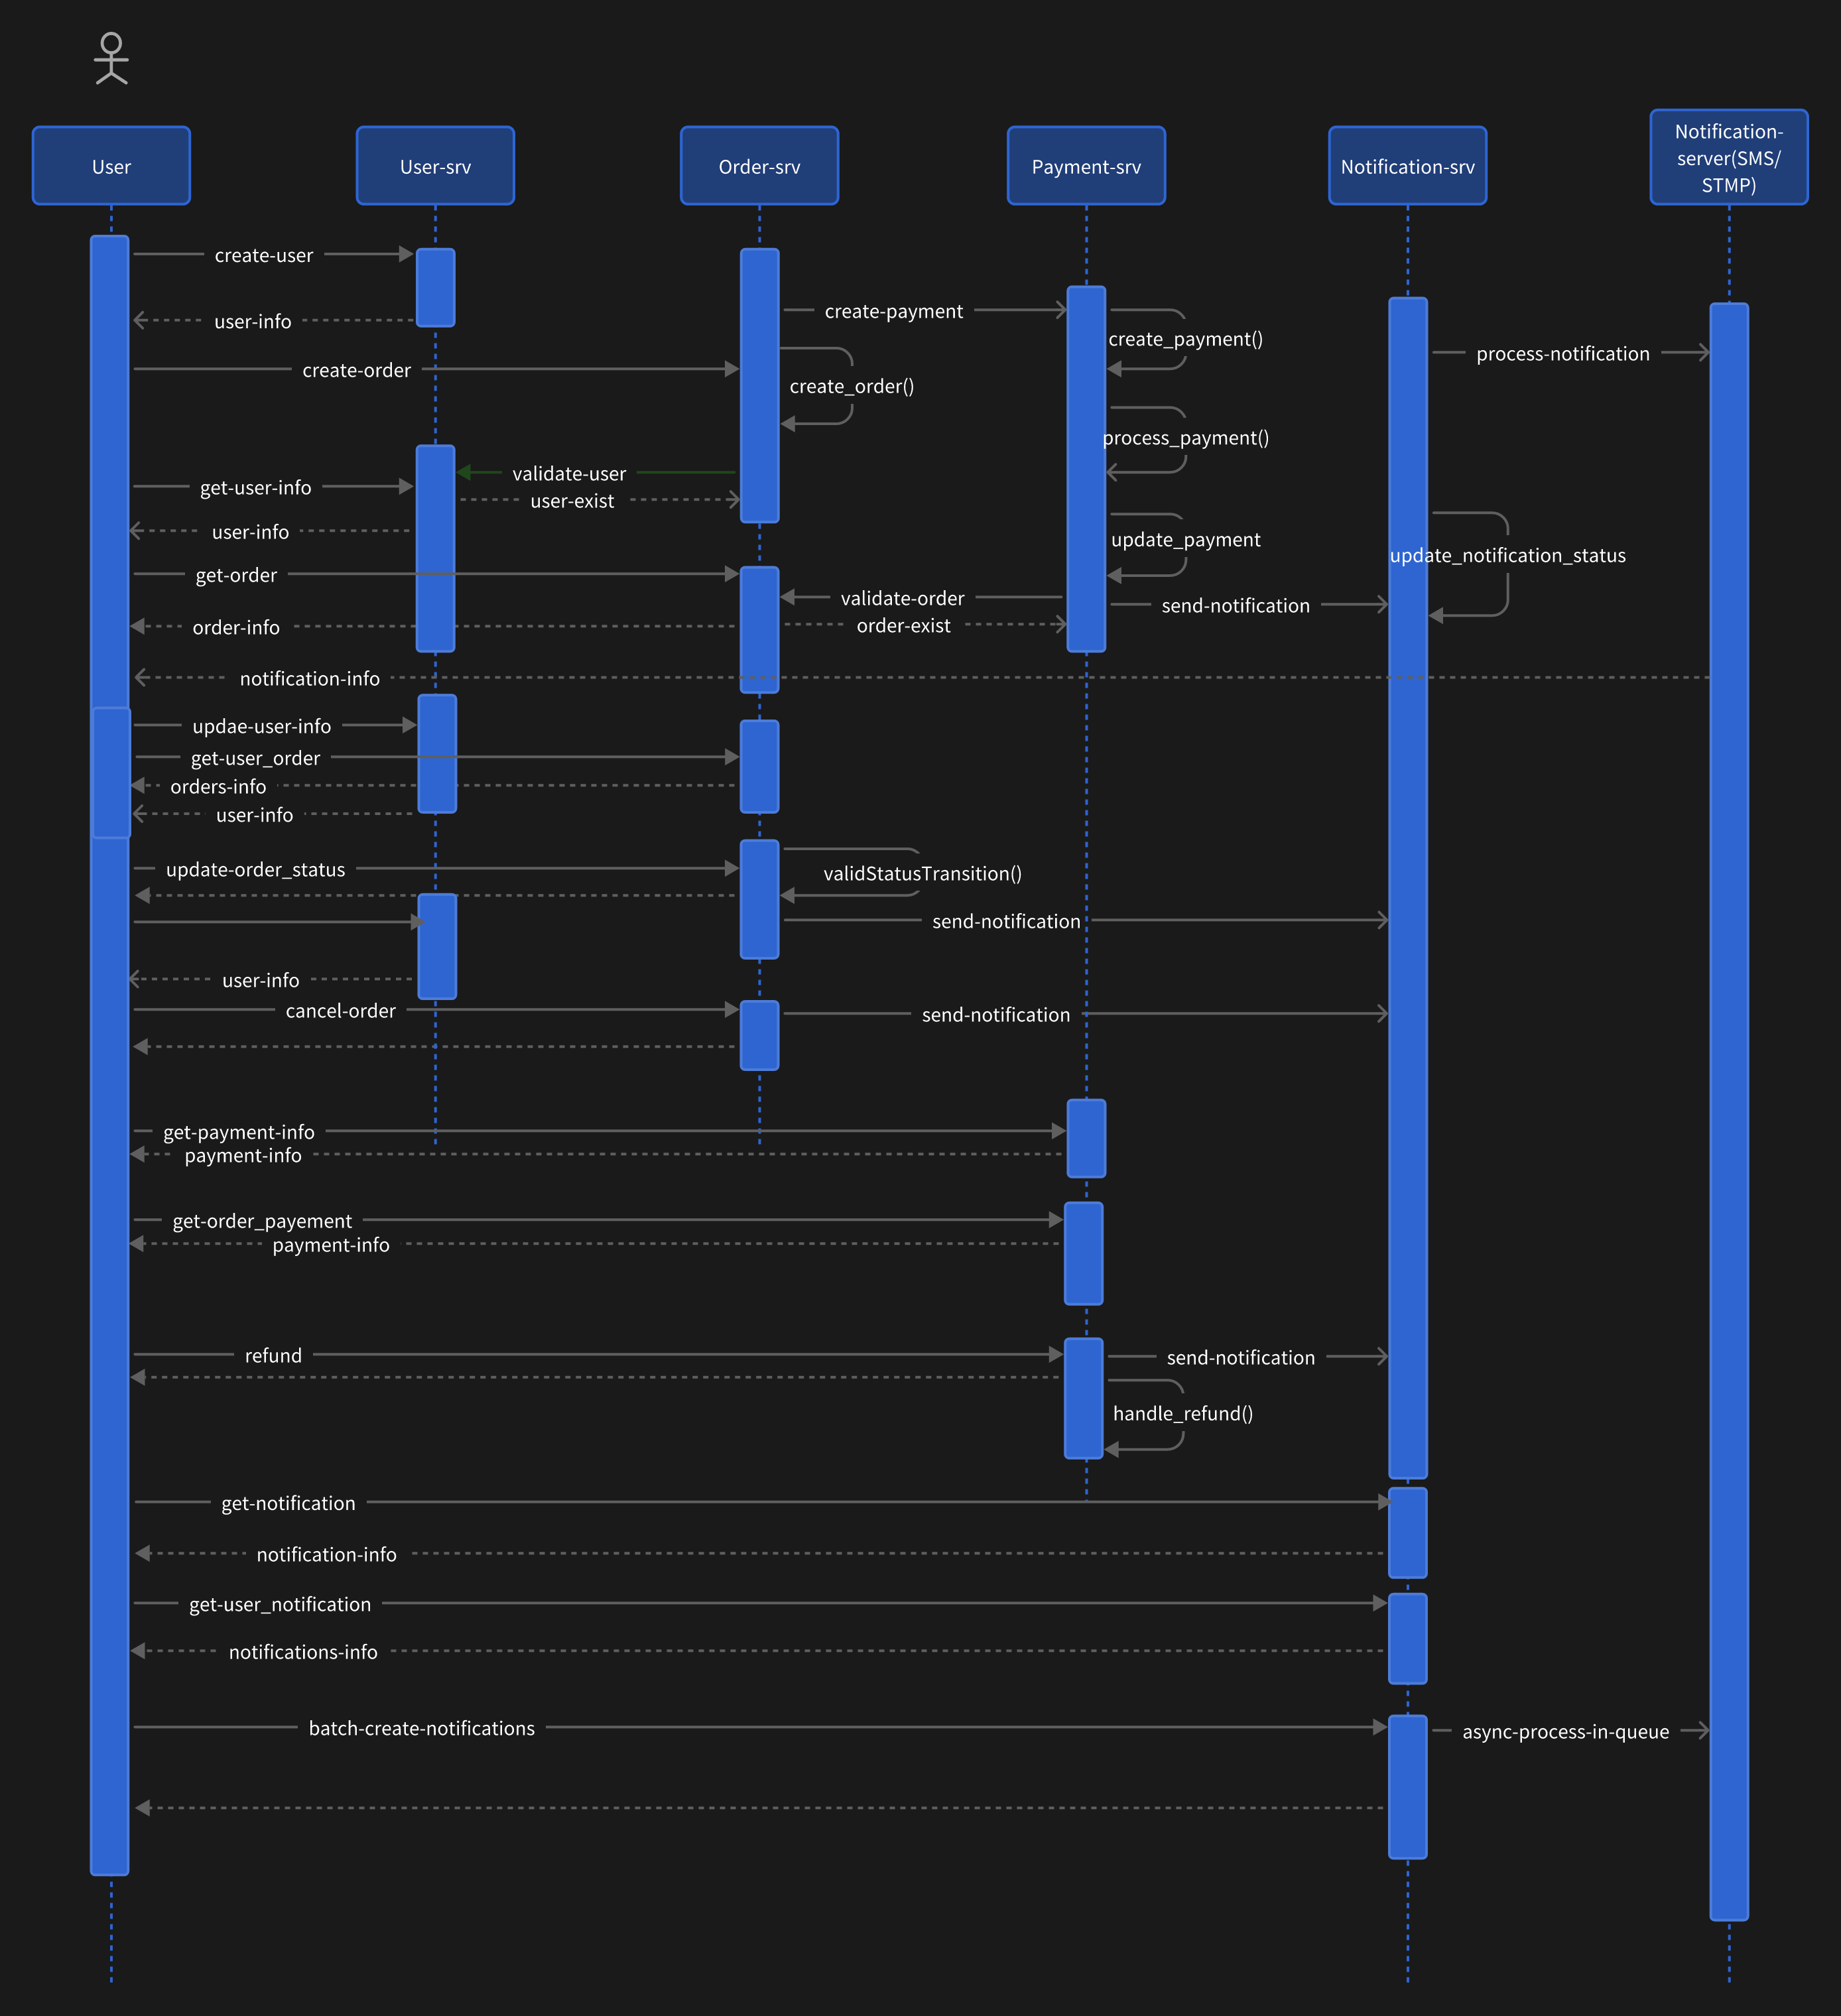 User
User-srv
Order-srv
Payment-srv
Notification-srv
Notification-
server(SMS/
STMP)
create-user
create-payment
user-info
create_payment()
process-notification
create-order
create_order()
process_payment()
validate-user
get-user-info
user-exist
user-info
update_payment
update_notification_status
get-order
validate-order
send-notification
order-info
order-exist
notification-info
updae-user-info
get-user_order
orders-info
user-info
update-order_status
validStatusTransition()
send-notification
user-info
cancel-order
send-notification
get-payment-info
payment-info
get-order_payement
payment-info
refund
send-notification
handle_refund()
get-notification
notification-info
get-user_notification
notifications-info
batch-create-notifications
async-process-in-queue